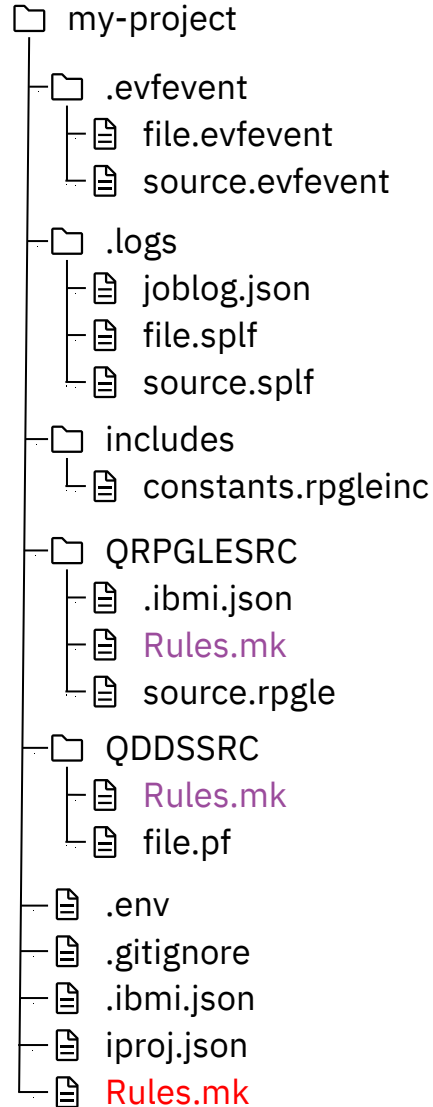 my-project
.evfevent
file.evfevent
source.evfevent
.logs
joblog.json
file.splf
source.splf
includes
constants.rpgleinc
QRPGLESRC
.ibmi.json
Rules.mk
source.rpgle
QDDSSRC
Rules.mk
file.pf
.env
.gitignore
.ibmi.json
iproj.json
Rules.mk